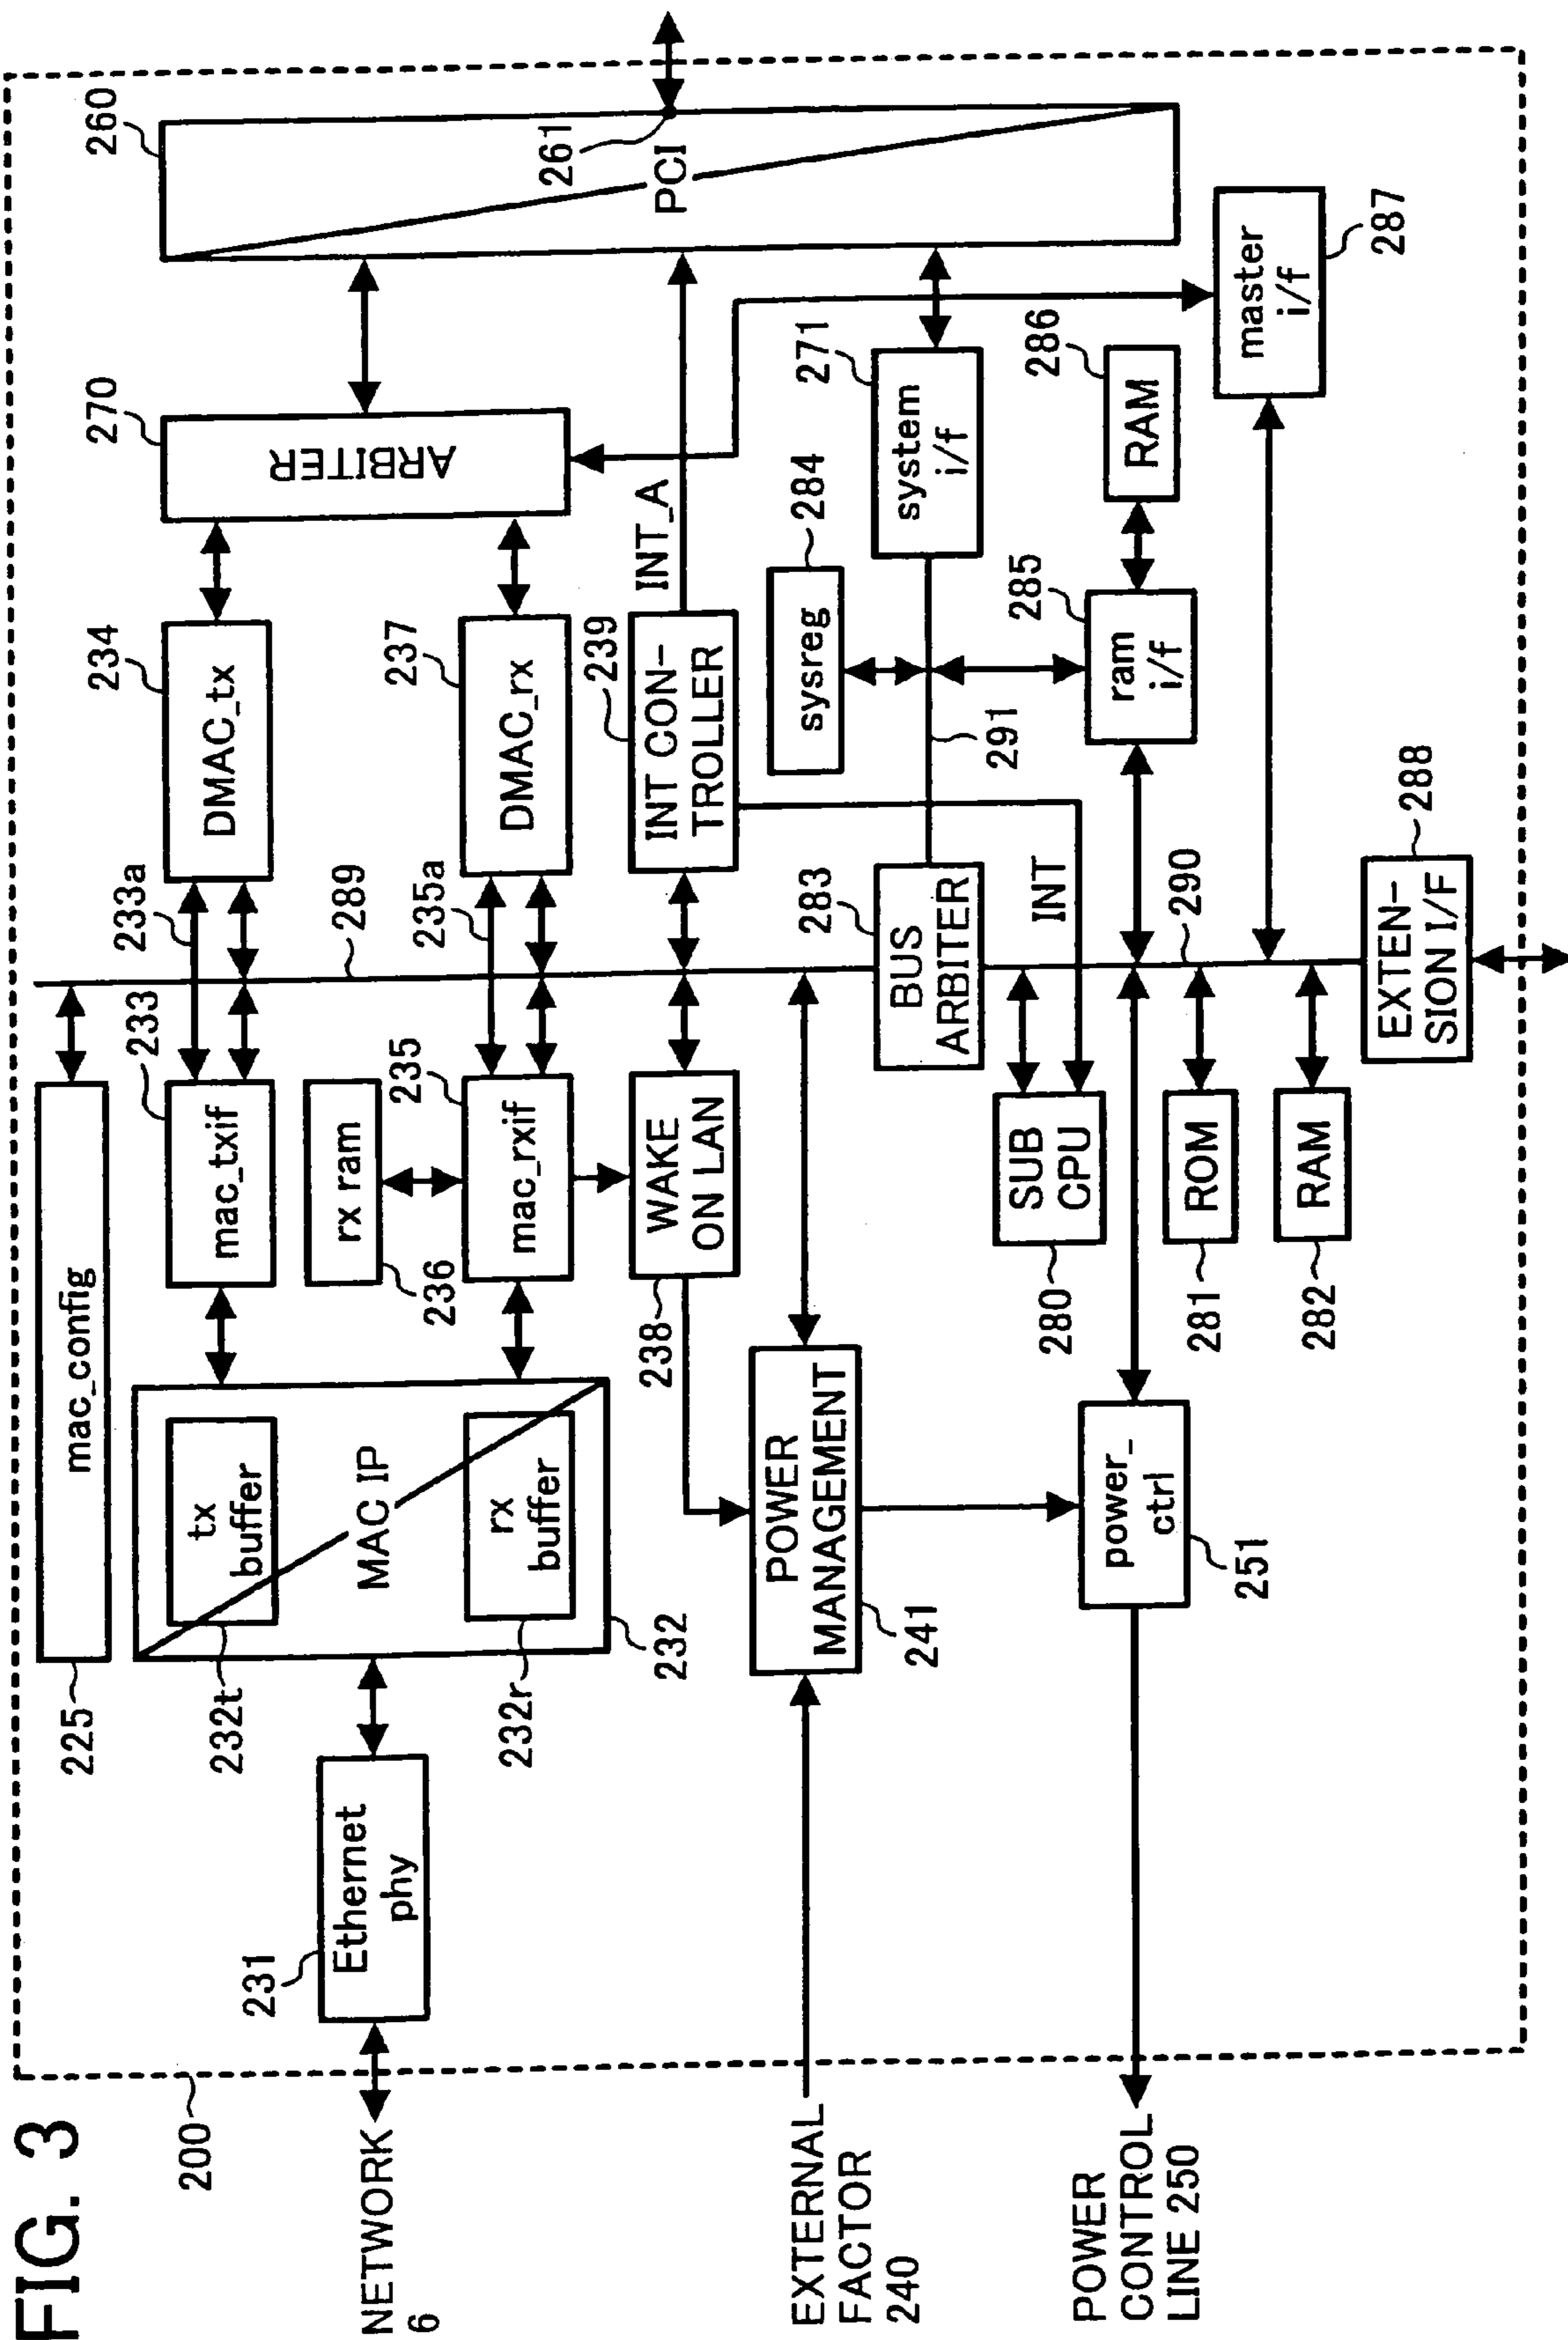 FIG. 3
200
NETWORK
6
EXTERNAL
FACTOR
240
POWER
CONTROL
LINE 250
231
Ethernet
phy
225
mac_config
232t
tx
buffer
MAC IP
232r
rx
buffer
232
233
mac_txif
233a
234
DMAC_tx
rx ram
236
235
mac_rxif
235a
237
DMAC_rx
289
270
ARBITER
260
261
PCI
238
WAKE
ON LAN
239
INT CON-
TROLLER
INT_A
241
POWER
MANAGEMENT
251
power_
ctrl
283
BUS
ARBITER
284
sysreg
271
system
i/f
291
285
ram
i/f
286
RAM
287
master
i/f
280
SUB
CPU
INT
281
ROM
282
RAM
290
288
EXTEN-
SION I/F